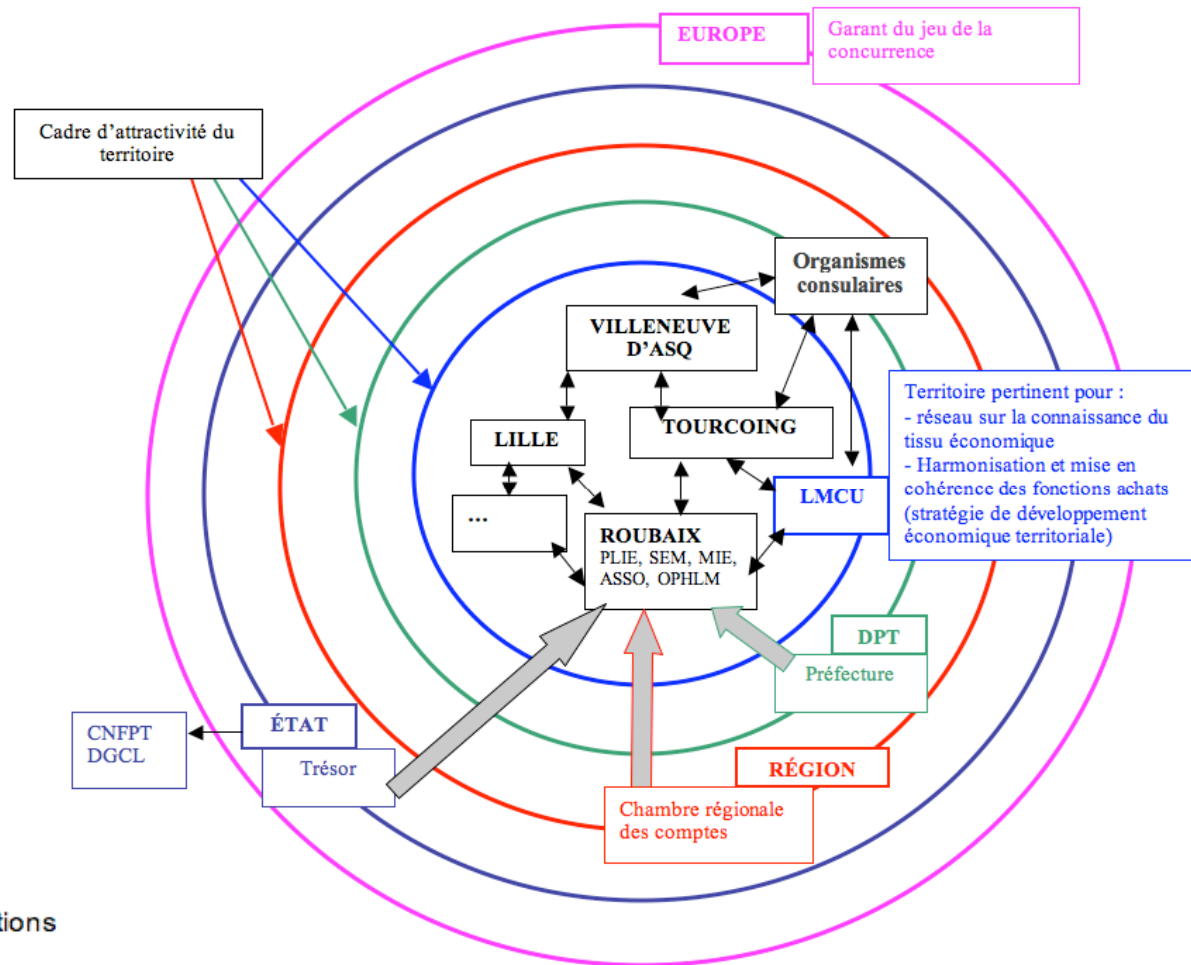 EUROPE
Garant du jeu de la
concurrence
Cadre d'attractivité du
territoire
Organismes
consulaires
VILLENEUVE
D'ASQ
LILLE
TOURCOING
Territoire pertinent pour :
- réseau sur la connaissance du
tissu économique
- Harmonisation et mise en
cohérence des fonctions achats
(stratégie de développement
économique territoriale)
LMCU
...
ROUBAIX
PLIE, SEM, MIE,
ASSO, OPHLM
DPT
Préfecture
CNFPT
DGCL
ÉTAT
Trésor
RÉGION
Chambre régionale
des comptes
tions